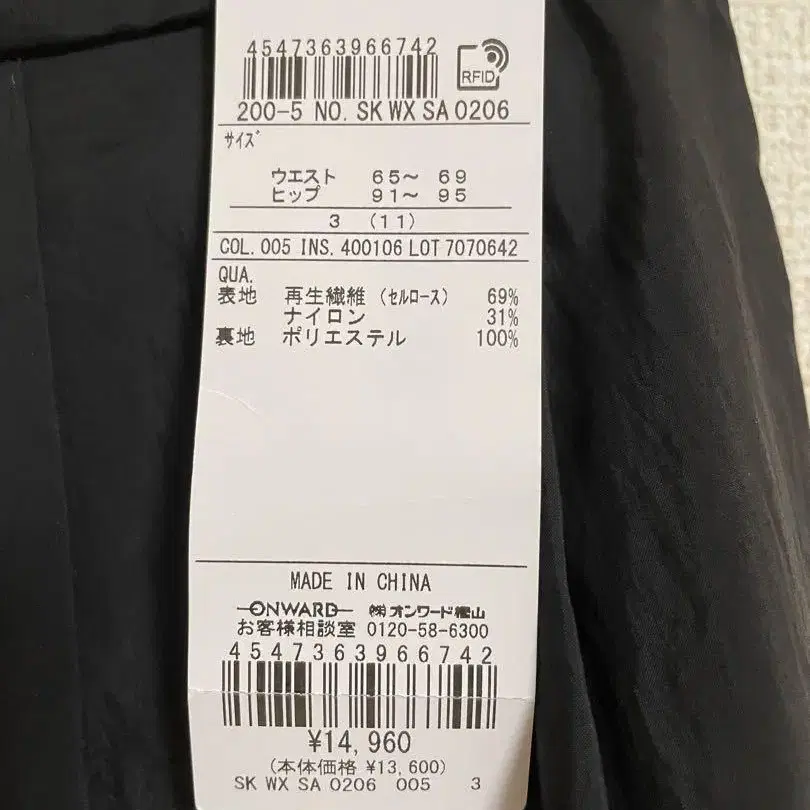 4547363966742
RFID
200-5 NO. SK WX SA 0206
サイズ
ウエスト 65～ 69
ヒップ 91～ 95
3 (11)
COL. 005 INS. 400106 LOT 7070642
QUA.
表地 再生繊維 (セルロース) 69%
ナイロン 31%
裏地 ポリエステル 100%
MADE IN CHINA
ONWARD ㈱オンワード樫山
お客様相談室 0120-58-6300
4547363966742
¥14,960
(本体価格 ¥13,600)
SK WX SA 0206 005 3